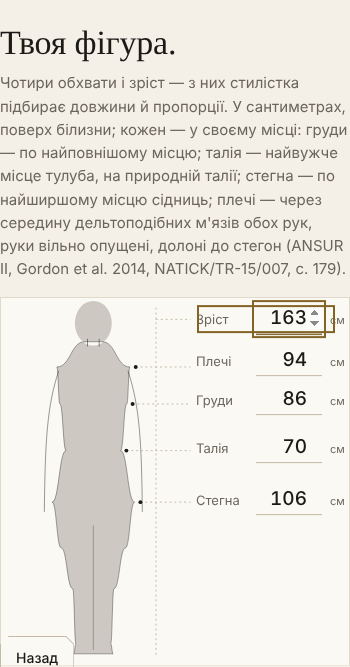 Твоя фігура.
Чотири обхвати і зріст — з них стилістка
підбирає довжини й пропорції. У сантиметрах,
поверх білизни; кожен — у своєму місці: груди
— по найповнішому місцю; талія — найвужче
місце тулуба, на природній талії; стегна — по
найширшому місцю сідниць; плечі — через
середину дельтоподібних м'язів обох рук,
руки вільно опущені, долоні до стегон (ANSUR
II, Gordon et al. 2014, NATICK/TR-15/007, с. 179).
Зріст 163 см
Плечі 94 см
Груди 86 см
Талія 70 см
Стегна 106 см
Назад